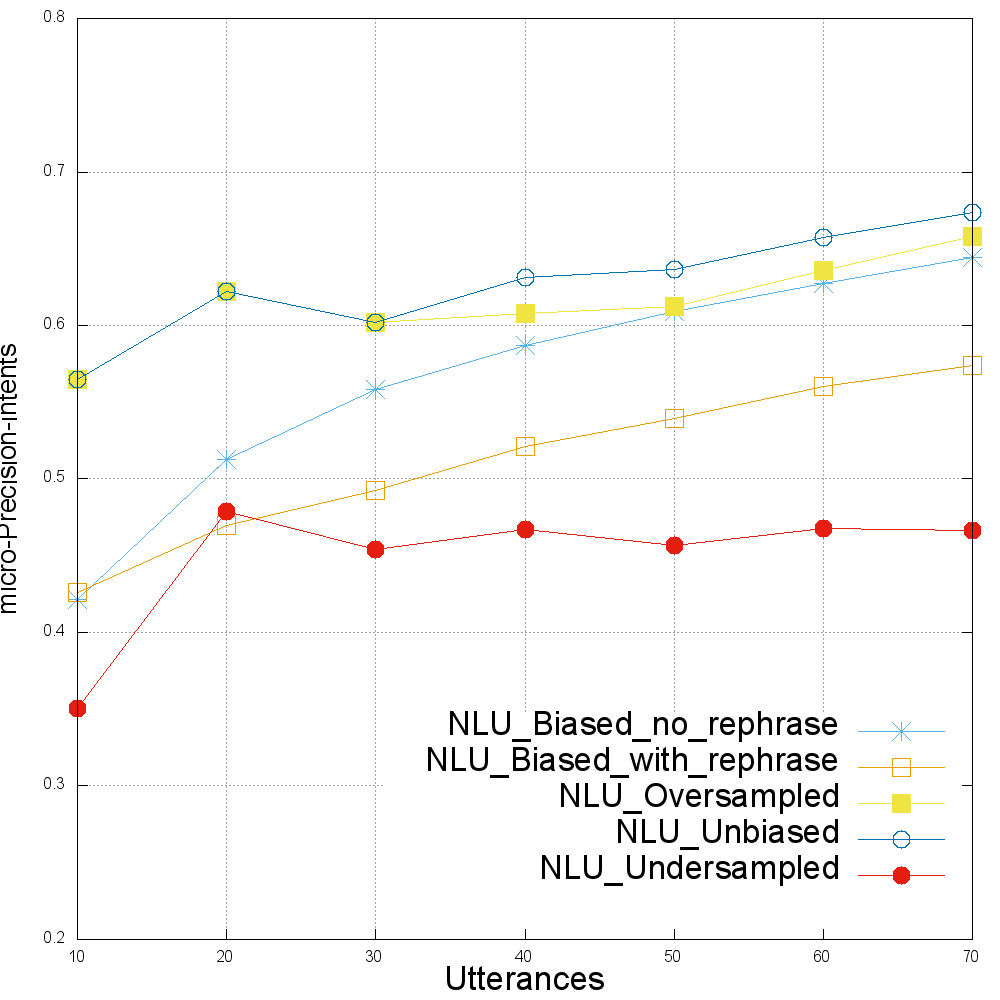 0.8
0.7
0.6
0.5
0.4
0.3
0.2
micro-Precision-intents
NLU_Biased_no_rephrase
NLU_Biased_with_rephrase
NLU_Oversampled
NLU_Unbiased
NLU_Undersampled
10 20 30 40 50 60 70
Utterances